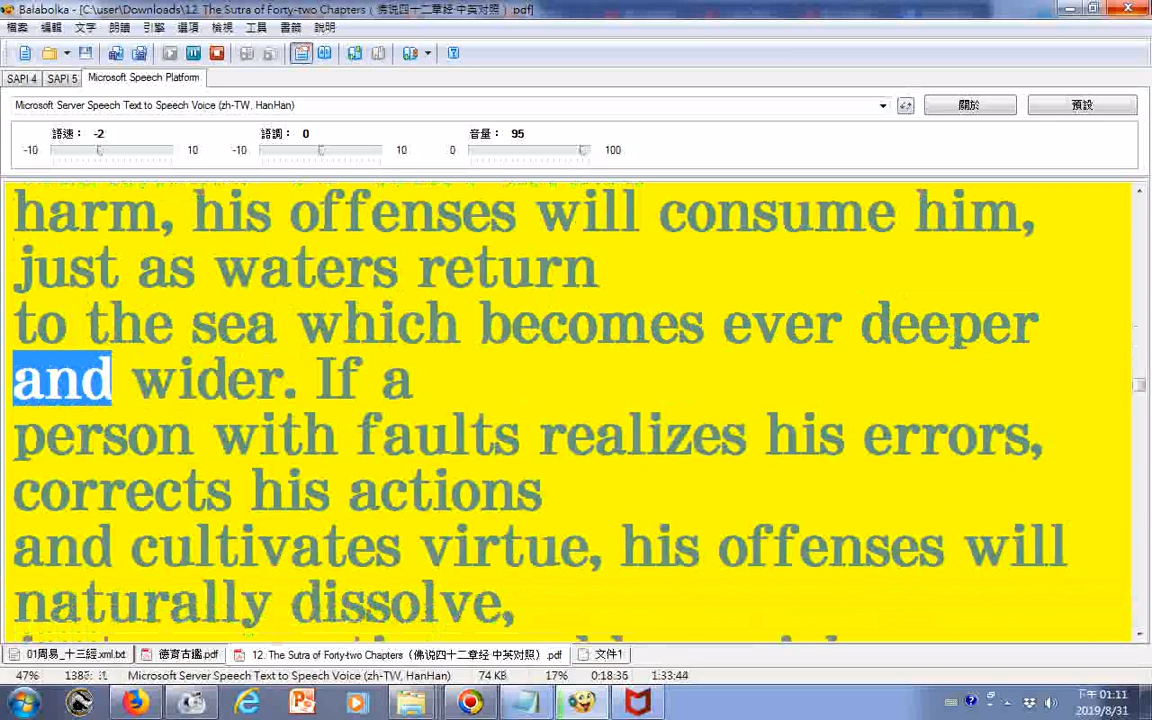 Balabolka - [C:\user\Downloads\12. The Sutra of Forty-two Chapters（佛说四十二章经 中英对照）.pdf]
檔案 編輯 文字 朗讀 引擎 選項 檢視 工具 書籤 說明
SAPI 4 SAPI 5 Microsoft Speech Platform
Microsoft Server Speech Text to Speech Voice (zh-TW, HanHan) 關於 預設
語速： -2 語調： 0 音量： 95
-10 10 -10 10 0 100
harm, his offenses will consume him,
just as waters return
to the sea which becomes ever deeper
and wider. If a
person with faults realizes his errors,
corrects his actions
and cultivates virtue, his offenses will
naturally dissolve,
01周易_十三經.xml.txt 德育古鑑.pdf 12. The Sutra of Forty-two Chapters（佛说四十二章经 中英对照）.pdf 文件1
47% Microsoft Server Speech Text to Speech Voice (zh-TW, HanHan) 74 KB 17% 0:18:35 1:33:44
下午 01:11
2019/8/31